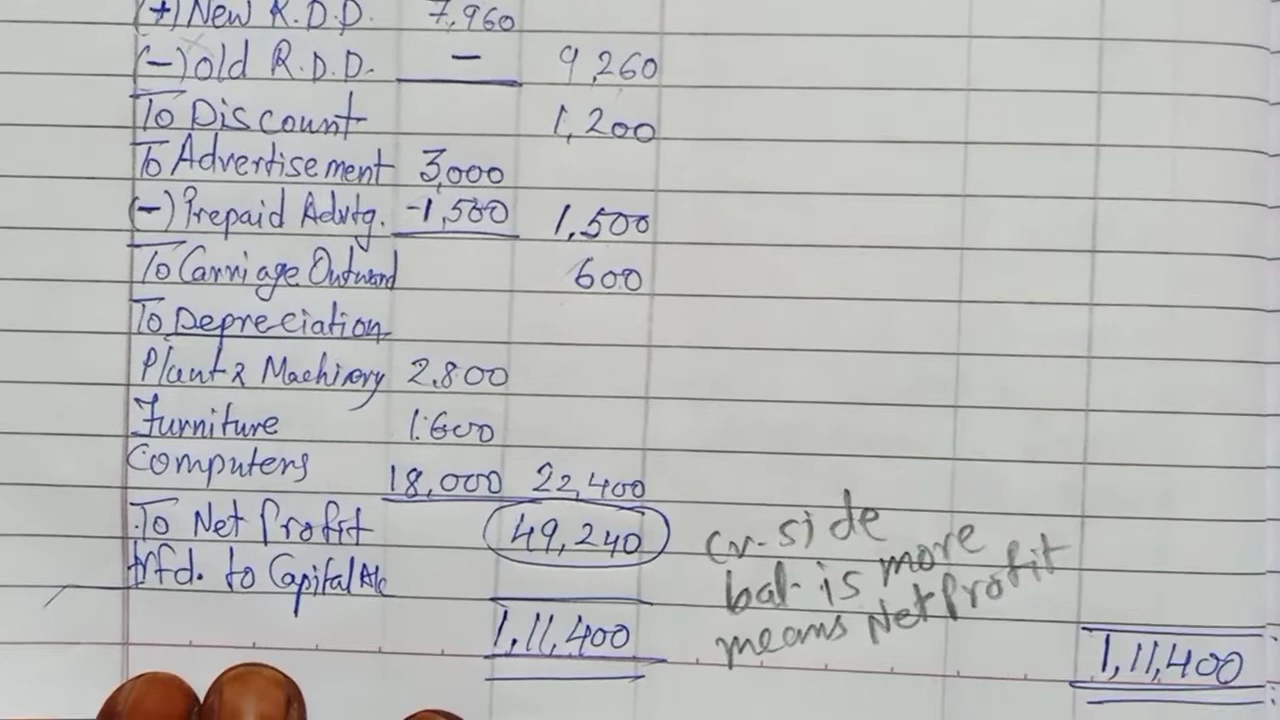 (+) New R.D.D. 7,960
(-) old R.D.D. - 9,260
To Discount 1,200
To Advertisement 3,000
(-) Prepaid Advtg. -1,500 1,500
To Carriage Outward 600
To Depreciation
Plant & Machinery 2.800
Furniture 1.600
Computers 18,000 22,400
To Net Profit 49,240
trfd. to Capital A/c
cr. side
bal. is more
means Net Profit
1,11,400 1,11,400